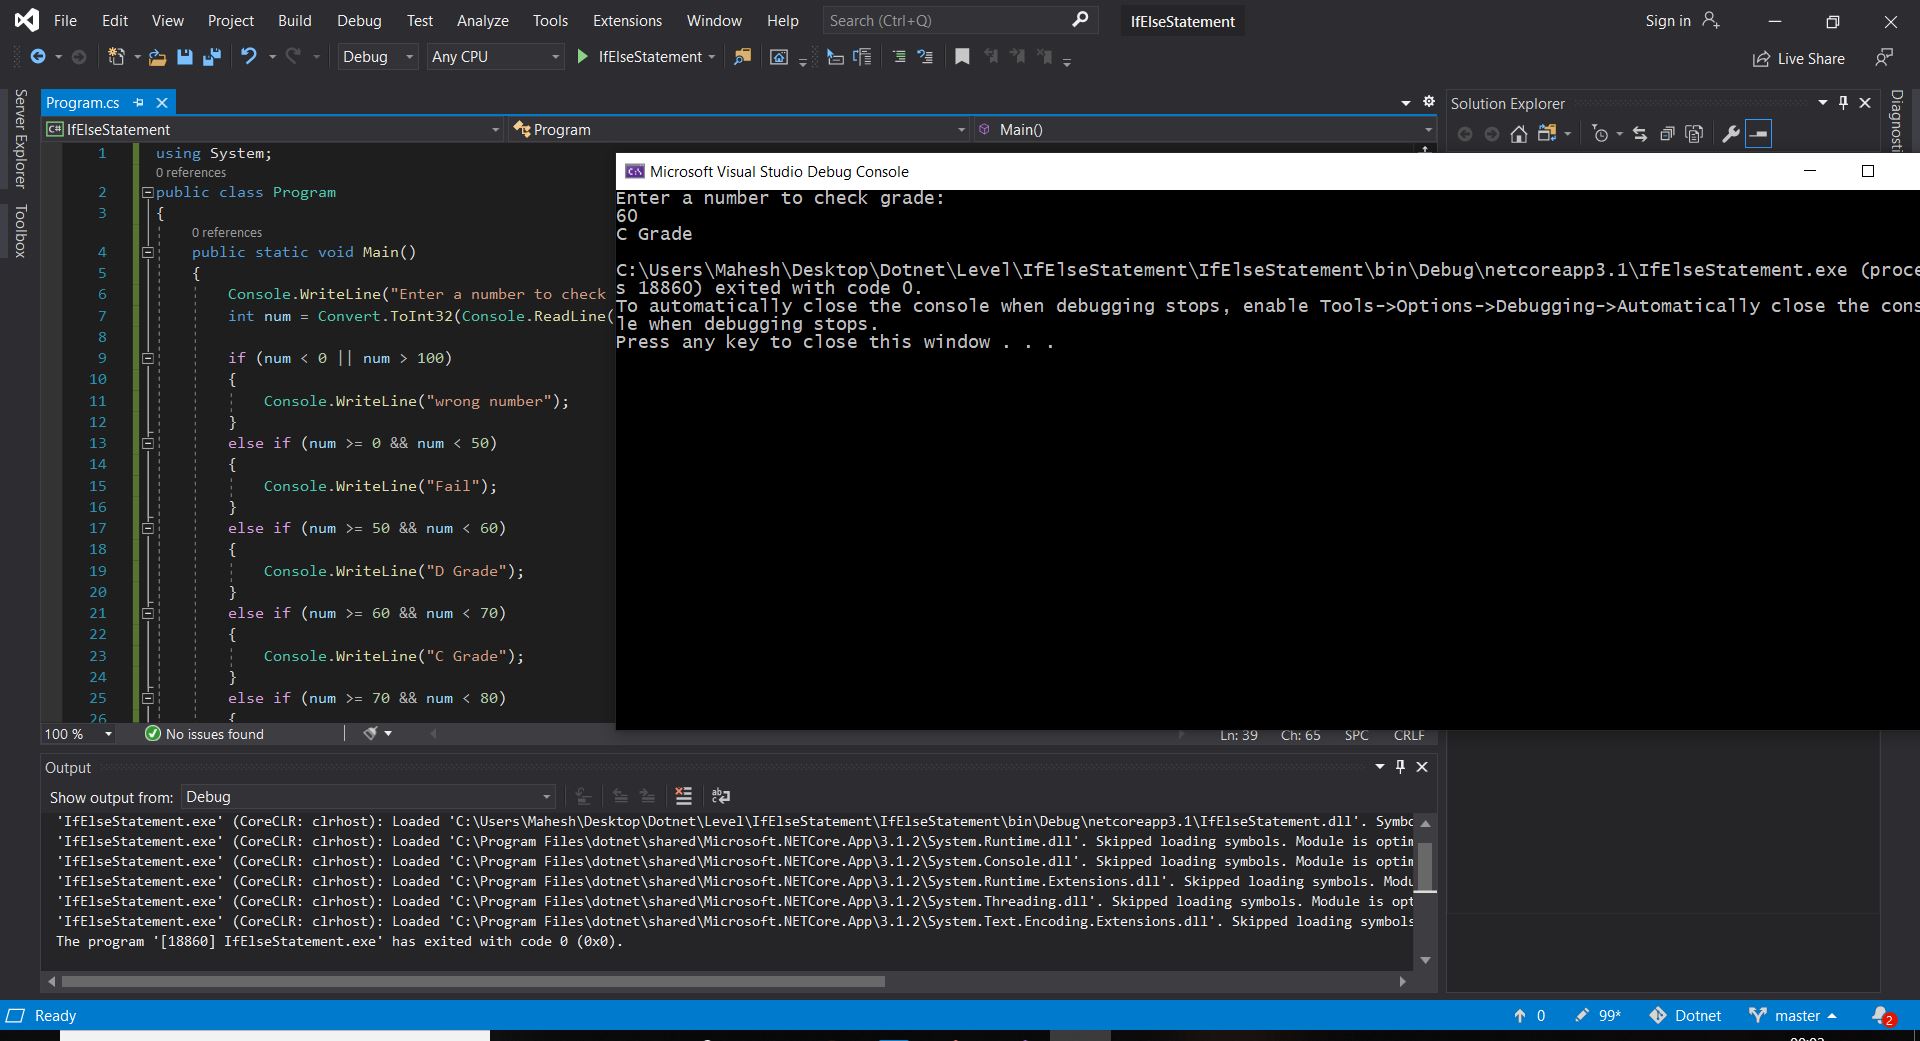 File Edit View Project Build Debug Test Analyze Tools Extensions Window Help Search (Ctrl+Q) IfElseStatement Sign in
Debug Any CPU IfElseStatement Live Share
Server Explorer
Toolbox
Program.cs
C# IfElseStatement Program Main()
1 using System;
0 references
2 public class Program
3 {
0 references
4 public static void Main()
5 {
6 Console.WriteLine("Enter a number to check
7 int num = Convert.ToInt32(Console.ReadLine(
8
9 if (num < 0 || num > 100)
10 {
11 Console.WriteLine("wrong number");
12 }
13 else if (num >= 0 && num < 50)
14 {
15 Console.WriteLine("Fail");
16 }
17 else if (num >= 50 && num < 60)
18 {
19 Console.WriteLine("D Grade");
20 }
21 else if (num >= 60 && num < 70)
22 {
23 Console.WriteLine("C Grade");
24 }
25 else if (num >= 70 && num < 80)
26 {
100 % No issues found Ln: 39 Ch: 65 SPC CRLF
Solution Explorer
Diagnosti
Microsoft Visual Studio Debug Console
Enter a number to check grade:
60
C Grade
C:\Users\Mahesh\Desktop\Dotnet\Level\IfElseStatement\IfElseStatement\bin\Debug\netcoreapp3.1\IfElseStatement.exe (proce
s 18860) exited with code 0.
To automatically close the console when debugging stops, enable Tools->Options->Debugging->Automatically close the cons
le when debugging stops.
Press any key to close this window . . .
Output
Show output from: Debug
'IfElseStatement.exe' (CoreCLR: clrhost): Loaded 'C:\Users\Mahesh\Desktop\Dotnet\Level\IfElseStatement\IfElseStatement\bin\Debug\netcoreapp3.1\IfElseStatement.dll'. Symbo
'IfElseStatement.exe' (CoreCLR: clrhost): Loaded 'C:\Program Files\dotnet\shared\Microsoft.NETCore.App\3.1.2\System.Runtime.dll'. Skipped loading symbols. Module is optim
'IfElseStatement.exe' (CoreCLR: clrhost): Loaded 'C:\Program Files\dotnet\shared\Microsoft.NETCore.App\3.1.2\System.Console.dll'. Skipped loading symbols. Module is optim
'IfElseStatement.exe' (CoreCLR: clrhost): Loaded 'C:\Program Files\dotnet\shared\Microsoft.NETCore.App\3.1.2\System.Runtime.Extensions.dll'. Skipped loading symbols. Modu
'IfElseStatement.exe' (CoreCLR: clrhost): Loaded 'C:\Program Files\dotnet\shared\Microsoft.NETCore.App\3.1.2\System.Threading.dll'. Skipped loading symbols. Module is opt
'IfElseStatement.exe' (CoreCLR: clrhost): Loaded 'C:\Program Files\dotnet\shared\Microsoft.NETCore.App\3.1.2\System.Text.Encoding.Extensions.dll'. Skipped loading symbols
The program '[18860] IfElseStatement.exe' has exited with code 0 (0x0).
Ready 0 99* Dotnet master 2